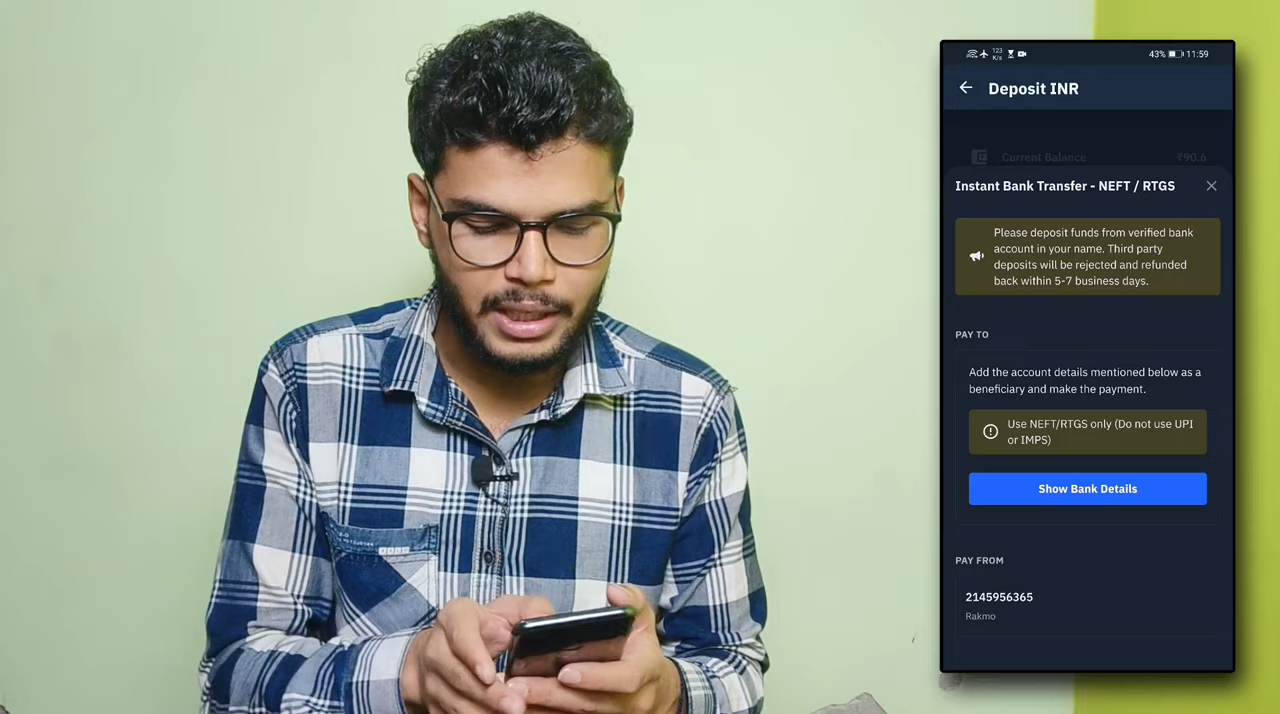 123
K/s
43%
11:59
Deposit INR
Current Balance
₹90.6
Instant Bank Transfer - NEFT / RTGS
Please deposit funds from verified bank
account in your name. Third party
deposits will be rejected and refunded
back within 5-7 business days.
PAY TO
Add the account details mentioned below as a
beneficiary and make the payment.
Use NEFT/RTGS only (Do not use UPI
or IMPS)
Show Bank Details
PAY FROM
2145956365
Rakmo